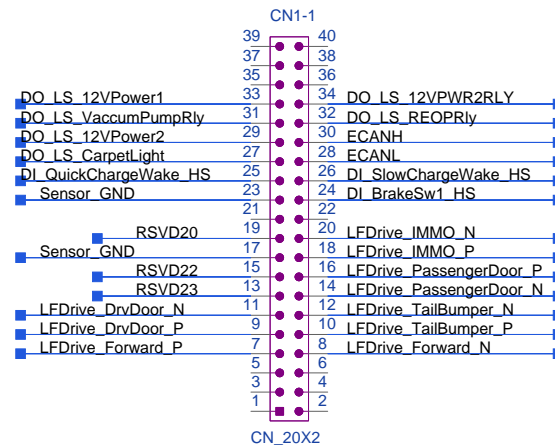 CN1-1
39 40
37 38
35 36
DO_LS_12VPower1 33 34 DO_LS_12VPWR2RLY
DO_LS_VaccumPumpRly 31 32 DO_LS_REOPRly
DO_LS_12VPower2 29 30 ECANH
DO_LS_CarpetLight 27 28 ECANL
DI_QuickChargeWake_HS 25 26 DI_SlowChargeWake_HS
Sensor_GND 23 24 DI_BrakeSw1_HS
21 22
RSVD20 19 20 LFDrive_IMMO_N
Sensor_GND 17 18 LFDrive_IMMO_P
RSVD22 15 16 LFDrive_PassengerDoor_P
RSVD23 13 14 LFDrive_PassengerDoor_N
LFDrive_DrvDoor_N 11 12 LFDrive_TailBumper_N
LFDrive_DrvDoor_P 9 10 LFDrive_TailBumper_P
LFDrive_Forward_P 7 8 LFDrive_Forward_N
5 6
3 4
1 2
CN_20X2